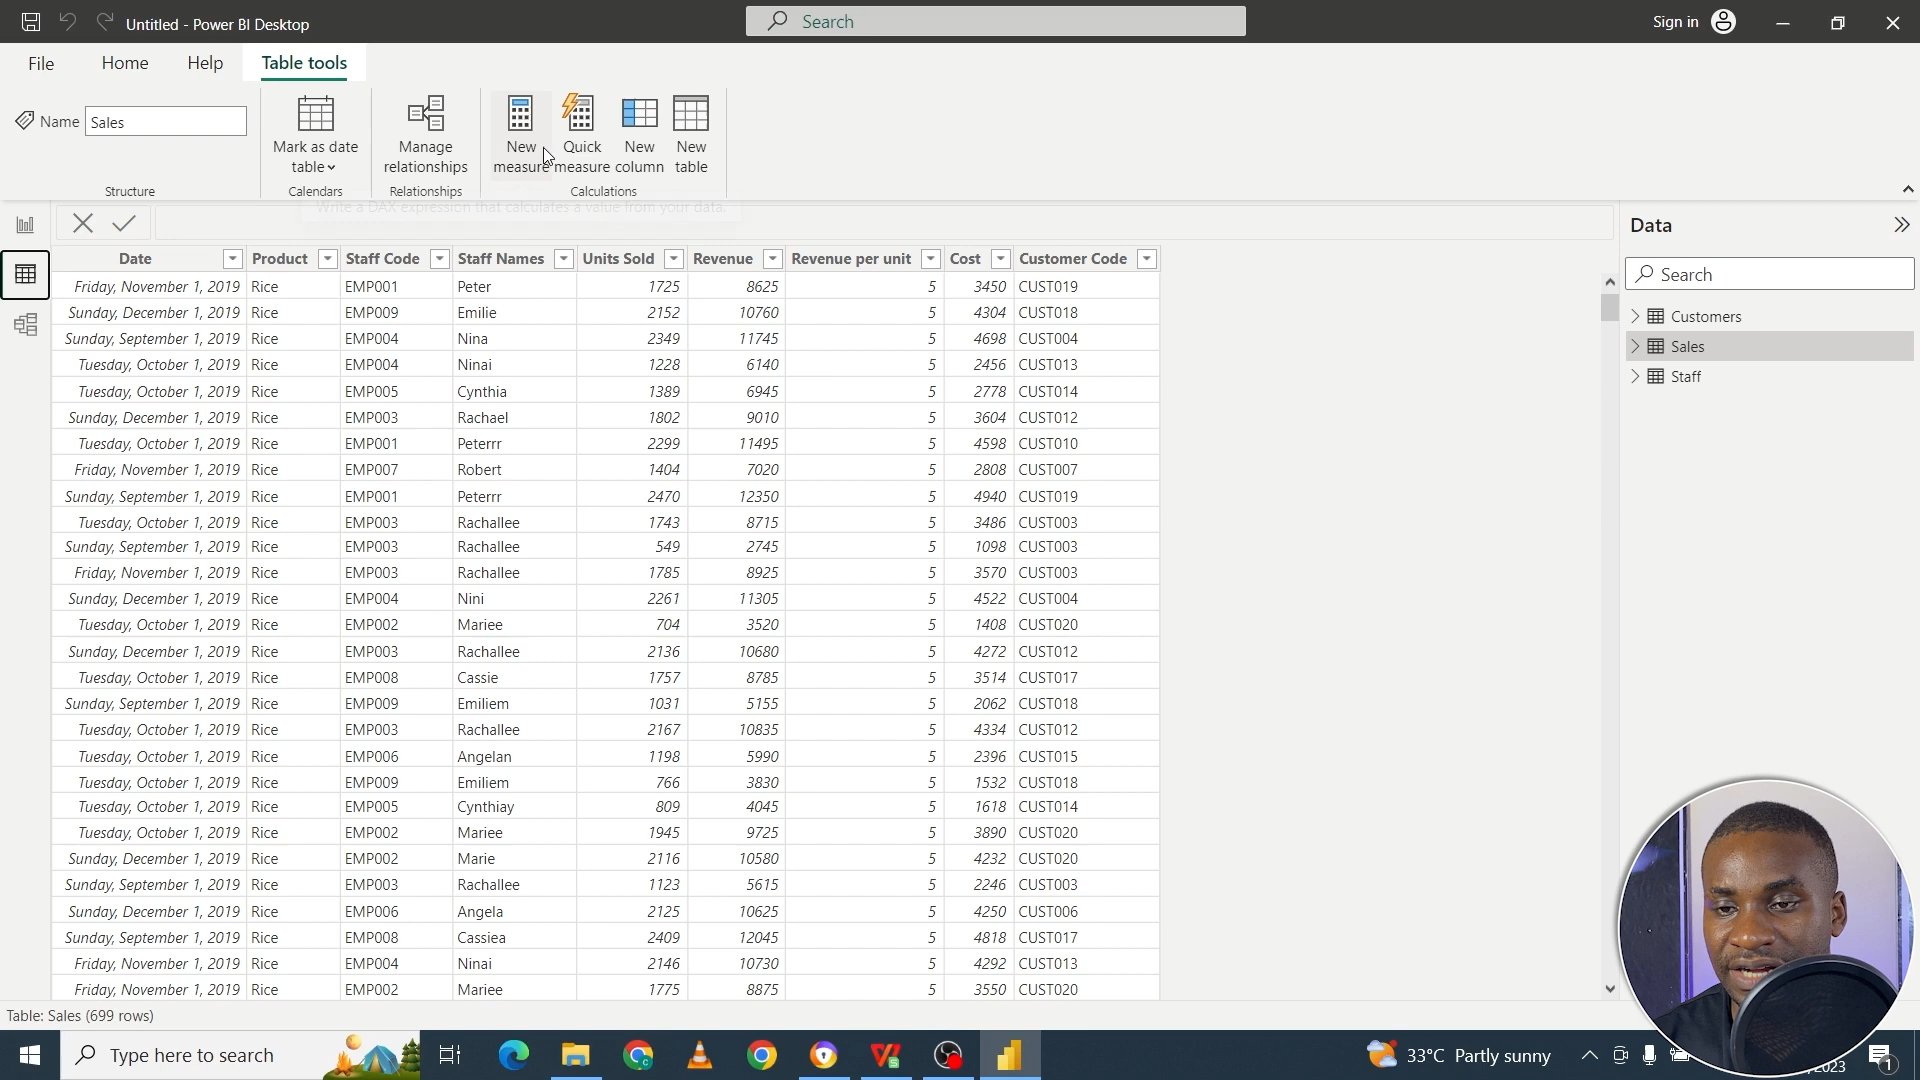 Untitled - Power BI Desktop
Search
Sign in
File Home Help Table tools
Name Sales
Mark as date table
Manage relationships
New measure
Quick measure
New column
New table
Structure Calendars Relationships Calculations
Write a DAX expression that calculates a value from your data.
Data
Search
Customers
Sales
Staff
Date Product Staff Code Staff Names Units Sold Revenue Revenue per unit Cost Customer Code
Friday, November 1, 2019 Rice EMP001 Peter 1725 8625 5 3450 CUST019
Sunday, December 1, 2019 Rice EMP009 Emilie 2152 10760 5 4304 CUST018
Sunday, September 1, 2019 Rice EMP004 Nina 2349 11745 5 4698 CUST004
Tuesday, October 1, 2019 Rice EMP004 Ninai 1228 6140 5 2456 CUST013
Tuesday, October 1, 2019 Rice EMP005 Cynthia 1389 6945 5 2778 CUST014
Sunday, December 1, 2019 Rice EMP003 Rachael 1802 9010 5 3604 CUST012
Tuesday, October 1, 2019 Rice EMP001 Peterrr 2299 11495 5 4598 CUST010
Friday, November 1, 2019 Rice EMP007 Robert 1404 7020 5 2808 CUST007
Sunday, September 1, 2019 Rice EMP001 Peterrr 2470 12350 5 4940 CUST019
Tuesday, October 1, 2019 Rice EMP003 Rachallee 1743 8715 5 3486 CUST003
Sunday, September 1, 2019 Rice EMP003 Rachallee 549 2745 5 1098 CUST003
Friday, November 1, 2019 Rice EMP003 Rachallee 1785 8925 5 3570 CUST003
Sunday, December 1, 2019 Rice EMP004 Nini 2261 11305 5 4522 CUST004
Tuesday, October 1, 2019 Rice EMP002 Mariee 704 3520 5 1408 CUST020
Sunday, December 1, 2019 Rice EMP003 Rachallee 2136 10680 5 4272 CUST012
Tuesday, October 1, 2019 Rice EMP008 Cassie 1757 8785 5 3514 CUST017
Sunday, September 1, 2019 Rice EMP009 Emiliem 1031 5155 5 2062 CUST018
Tuesday, October 1, 2019 Rice EMP003 Rachallee 2167 10835 5 4334 CUST012
Tuesday, October 1, 2019 Rice EMP006 Angelan 1198 5990 5 2396 CUST015
Tuesday, October 1, 2019 Rice EMP009 Emiliem 766 3830 5 1532 CUST018
Tuesday, October 1, 2019 Rice EMP005 Cynthiay 809 4045 5 1618 CUST014
Tuesday, October 1, 2019 Rice EMP002 Mariee 1945 9725 5 3890 CUST020
Sunday, December 1, 2019 Rice EMP002 Marie 2116 10580 5 4232 CUST020
Sunday, September 1, 2019 Rice EMP003 Rachallee 1123 5615 5 2246 CUST003
Sunday, December 1, 2019 Rice EMP006 Angela 2125 10625 5 4250 CUST006
Sunday, September 1, 2019 Rice EMP008 Cassiea 2409 12045 5 4818 CUST017
Friday, November 1, 2019 Rice EMP004 Ninai 2146 10730 5 4292 CUST013
Friday, November 1, 2019 Rice EMP002 Mariee 1775 8875 5 3550 CUST020
Table: Sales (699 rows)
Type here to search
33°C Partly sunny
2023
1